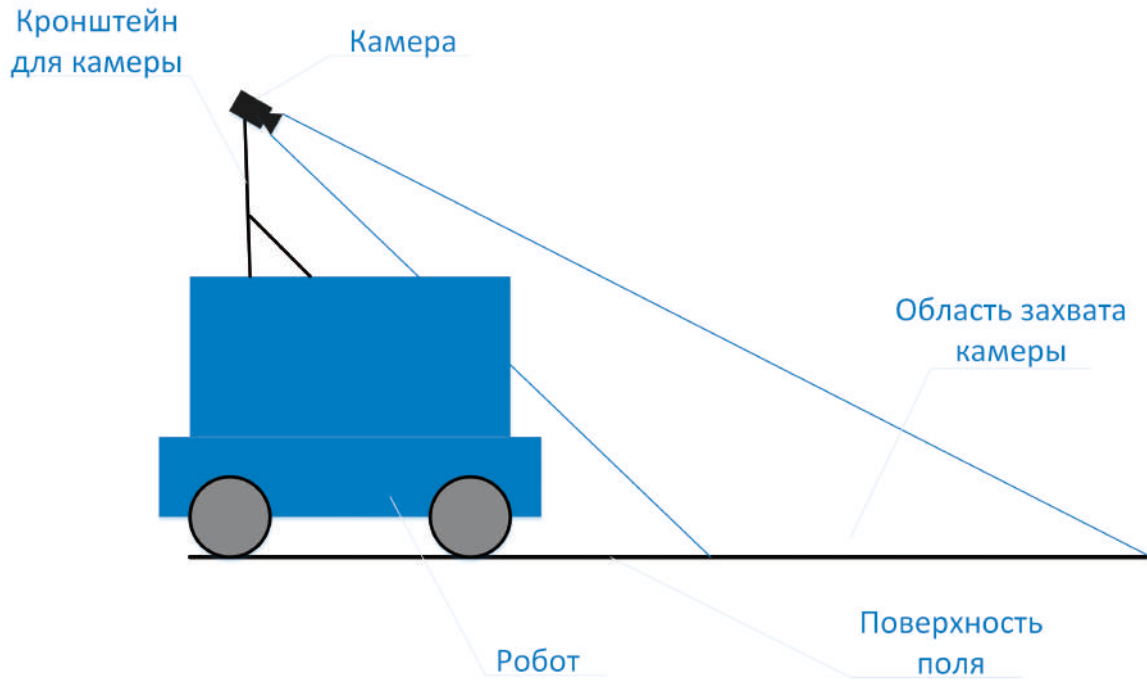 Кронштейн
для камеры
Камера
Область захвата
камеры
Поверхность
поля
Робот